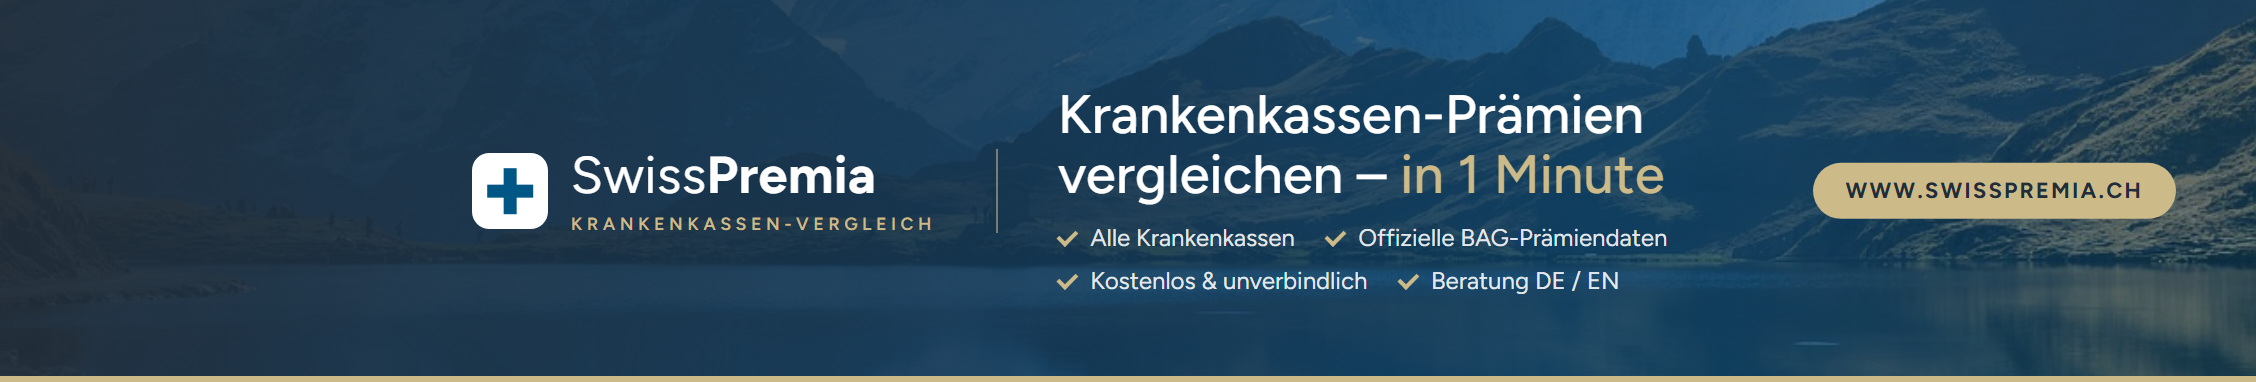 SwissPremia
KRANKENKASSEN-VERGLEICH
Krankenkassen-Prämien
vergleichen – in 1 Minute
Alle Krankenkassen Offizielle BAG-Prämiendaten
Kostenlos & unverbindlich Beratung DE / EN
WWW.SWISSPREMIA.CH